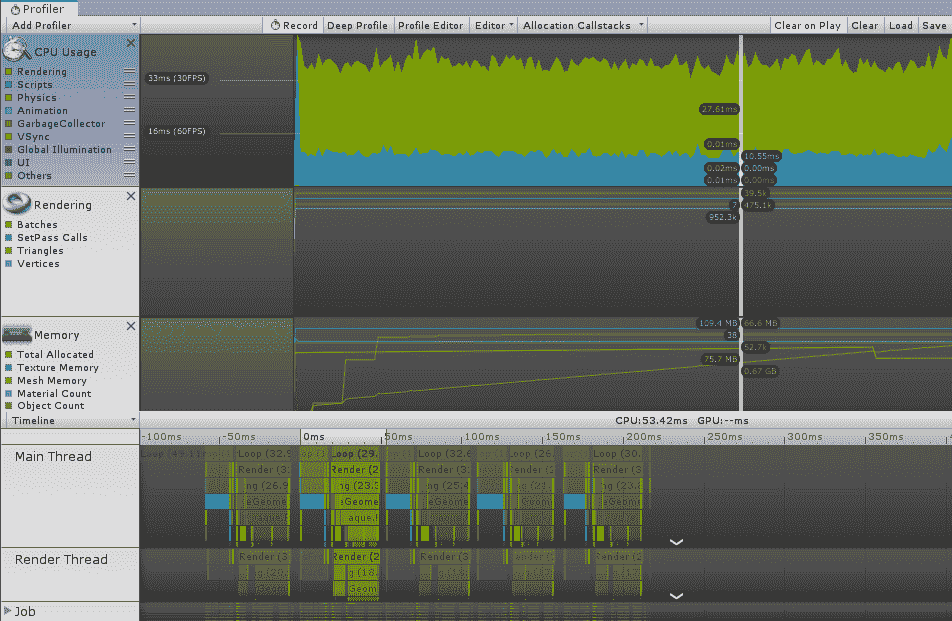 Profiler
Add Profiler Record Deep Profile Profile Editor Editor Allocation Callstacks Clear on Play Clear Load Save
CPU Usage
Rendering
Scripts
Physics
Animation
GarbageCollector
VSync
Global Illumination
UI
Others
33ms (30FPS)
16ms (60FPS)
27.61ms
0.01ms
10.55ms
0.02ms 0.00ms
0.01ms 0.00ms
Rendering
Batches
SetPass Calls
Triangles
Vertices
39.5k
7 475.1k
952.3k
Memory
Total Allocated
Texture Memory
Mesh Memory
Material Count
Object Count
109.4 MB 66.6 MB
38
52.7k
75.7 MB
0.67 GB
Timeline CPU:53.42ms GPU:--ms
-100ms -50ms 0ms 50ms 100ms 150ms 200ms 250ms 300ms 350ms
Main Thread
Loop (32.9 Loop (29. Loop (32.6 Loop (26. Loop (30.
Render (3 Render (2 Render (3 Render (2 Render (2
ng (26.9 ng (23.3 ng (25.
eGeome
Render Thread
Render (3 Render (2 Render (3 Render (2
Job